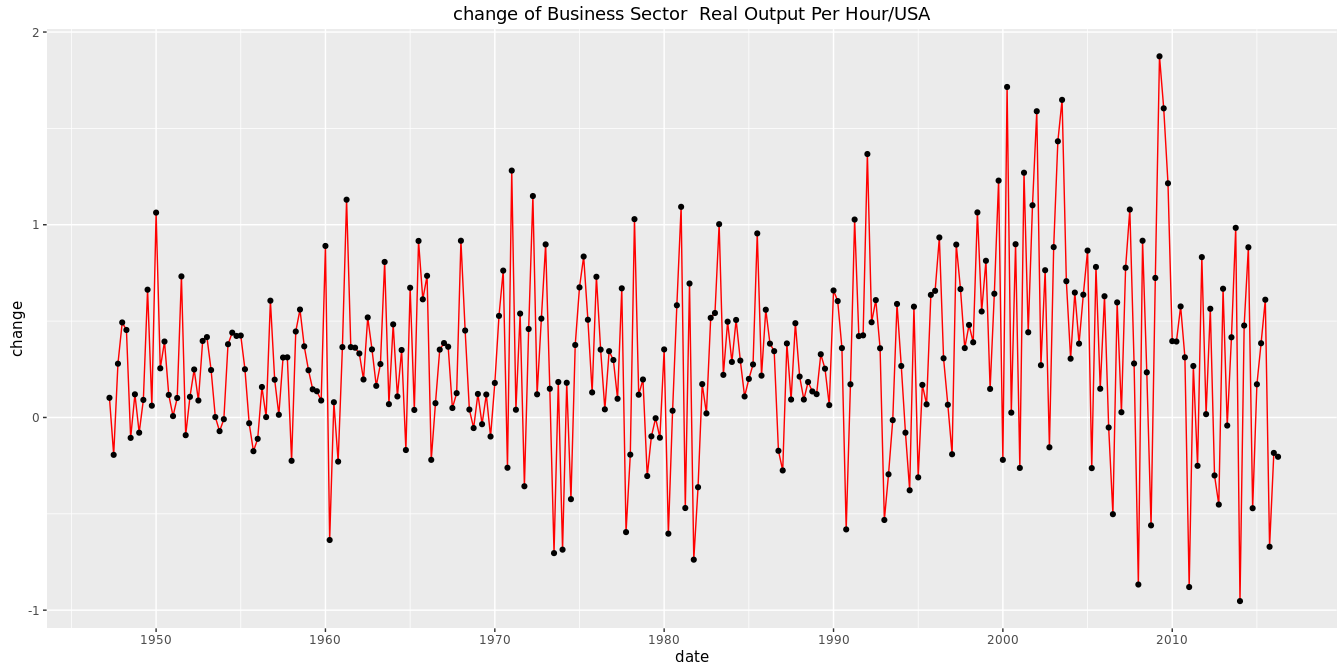 change of Business Sector  Real Output Per Hour/USA
2
1
0
-1
change
1950 1960 1970 1980 1990 2000 2010
date